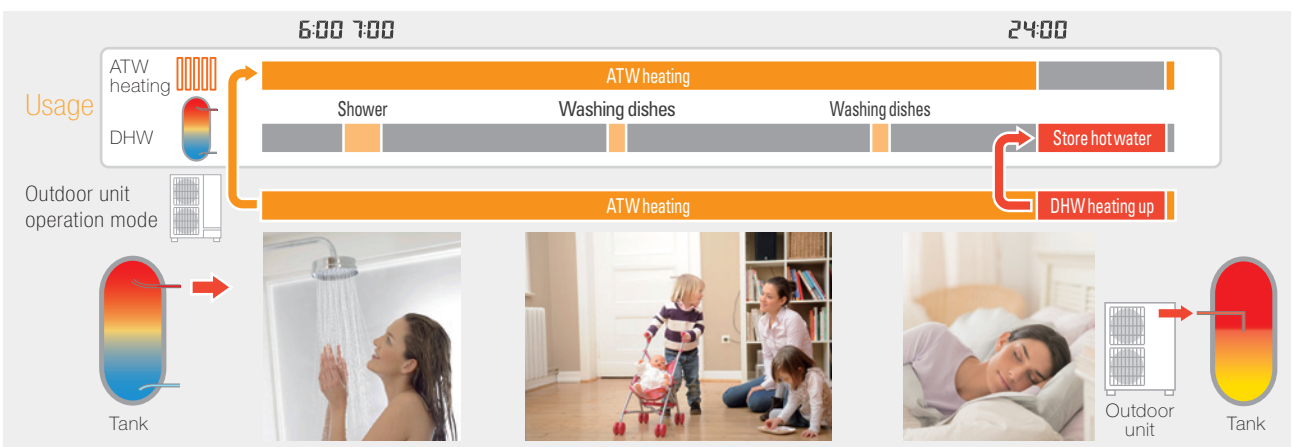 6:00 7:00 24:00
ATW
heating
ATW heating
Usage
Shower Washing dishes Washing dishes
DHW
Store hot water
Outdoor unit
operation mode
ATW heating DHW heating up
Tank
Outdoor
unit
Tank